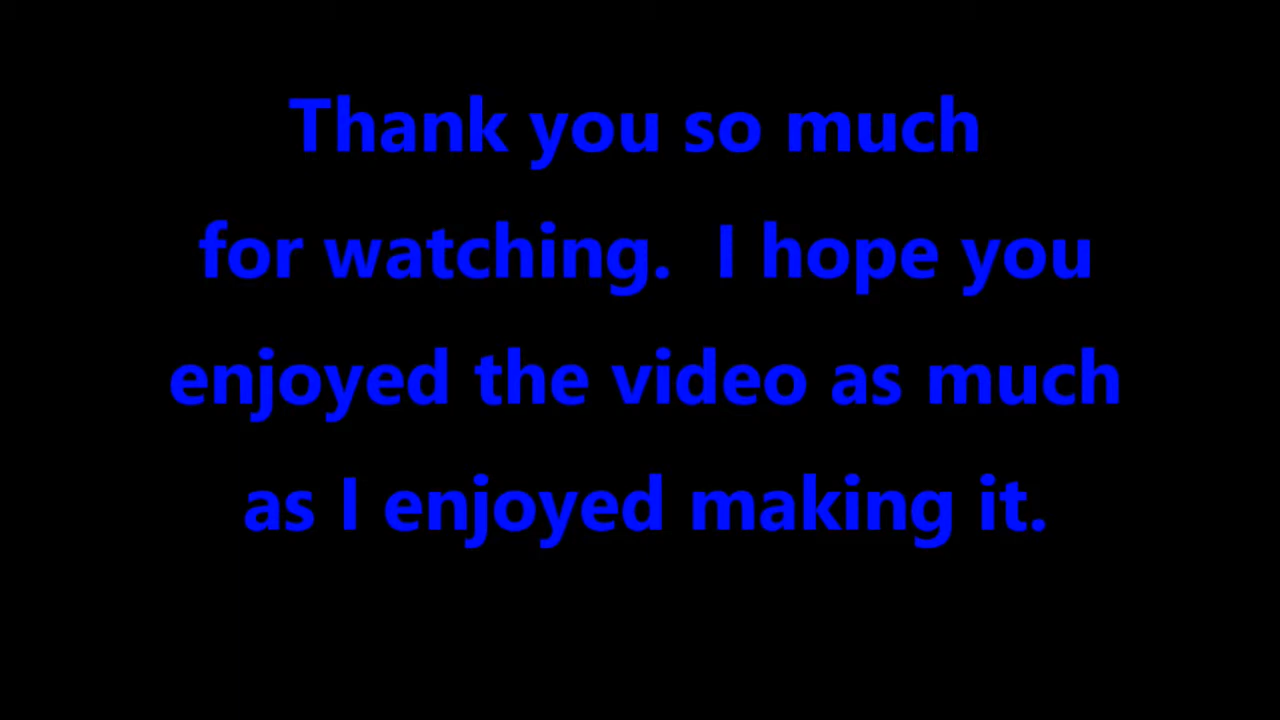 Thank you so much
for watching.  I hope you
enjoyed the video as much
as I enjoyed making it.